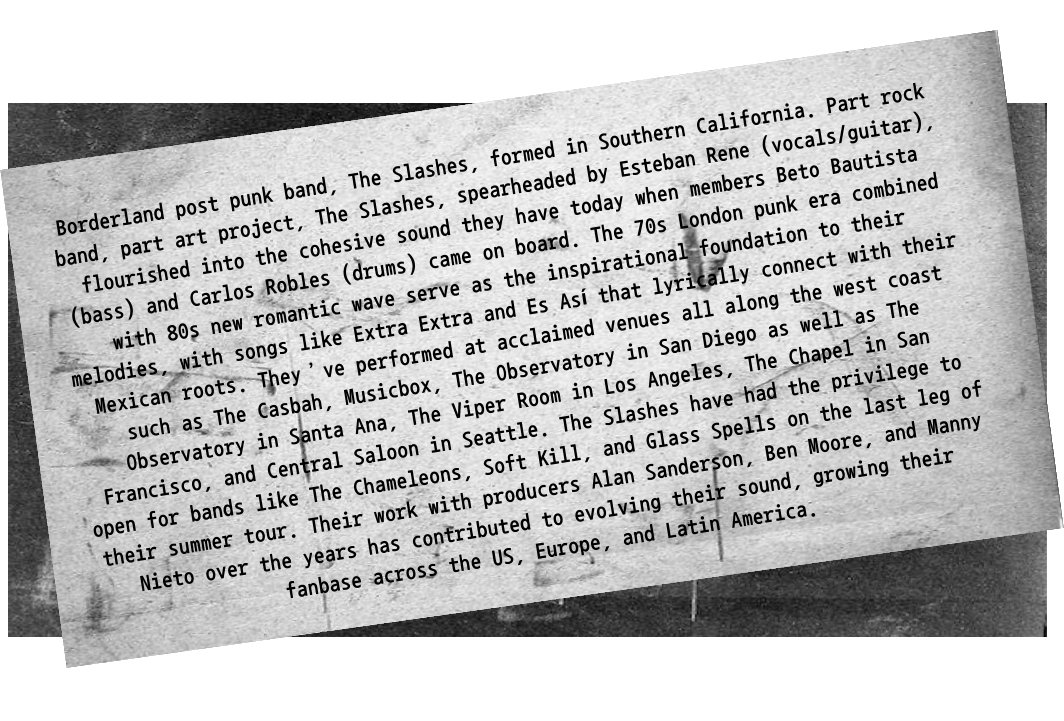 Borderland post punk band, The Slashes, formed in Southern California. Part rock
band, part art project, The Slashes, spearheaded by Esteban Rene (vocals/guitar),
flourished into the cohesive sound they have today when members Beto Bautista
(bass) and Carlos Robles (drums) came on board. The 70s London punk era combined
with 80s new romantic wave serve as the inspirational foundation to their
melodies, with songs like Extra Extra and Es Así that lyrically connect with their
Mexican roots. They've performed at acclaimed venues all along the west coast
such as The Casbah, Musicbox, The Observatory in San Diego as well as The
Observatory in Santa Ana, The Viper Room in Los Angeles, The Chapel in San
Francisco, and Central Saloon in Seattle. The Slashes have had the privilege to
open for bands like The Chameleons, Soft Kill, and Glass Spells on the last leg of
their summer tour. Their work with producers Alan Sanderson, Ben Moore, and Manny
Nieto over the years has contributed to evolving their sound, growing their
fanbase across the US, Europe, and Latin America.